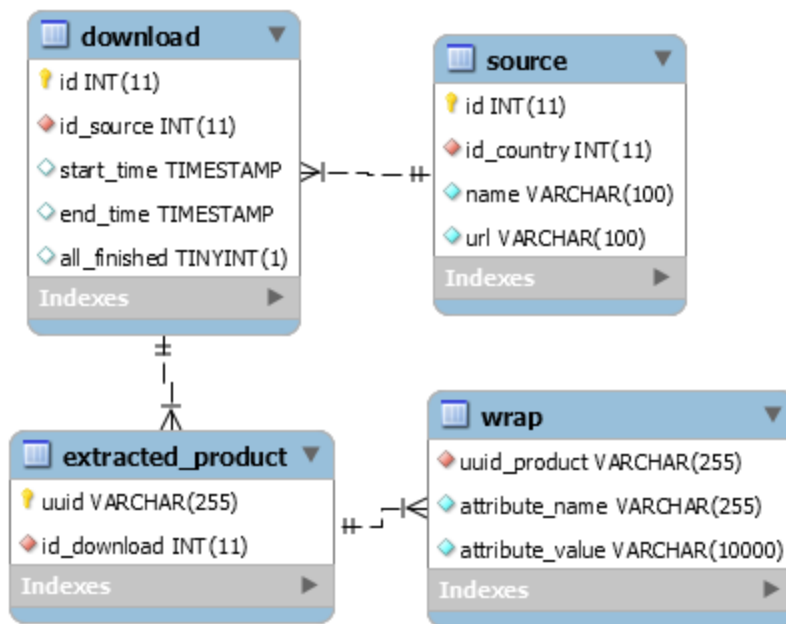 download
id INT(11)
id_source INT(11)
start_time TIMESTAMP
end_time TIMESTAMP
all_finished TINYINT(1)
Indexes
source
id INT(11)
id_country INT(11)
name VARCHAR(100)
url VARCHAR(100)
Indexes
extracted_product
uuid VARCHAR(255)
id_download INT(11)
Indexes
wrap
uuid_product VARCHAR(255)
attribute_name VARCHAR(255)
attribute_value VARCHAR(10000)
Indexes